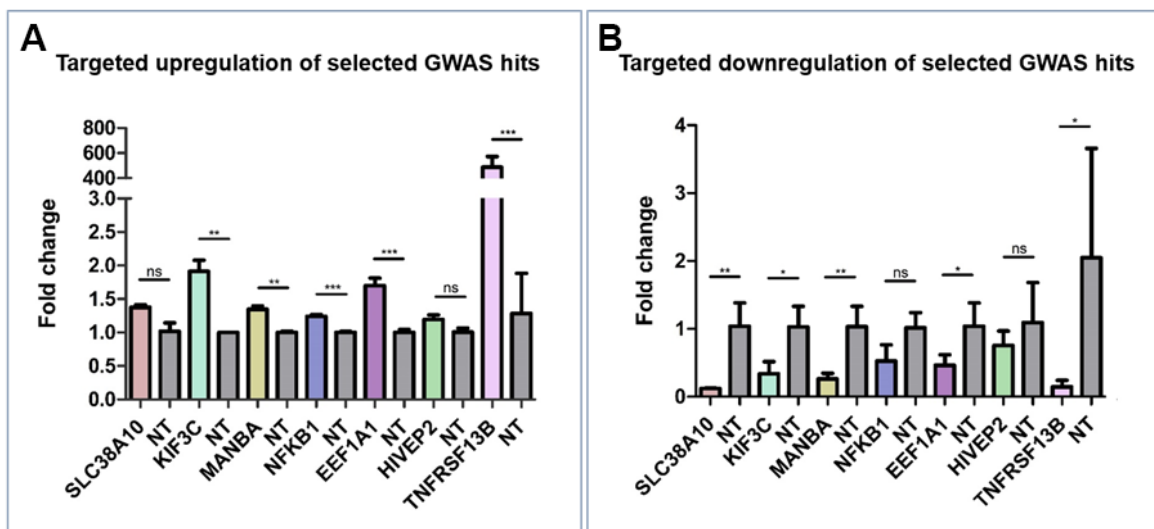 A
Targeted upregulation of selected GWAS hits
Fold change
800
600
400
3.0
2.5
2.0
1.5
1.0
0.5
0.0
ns
**
**
***
***
ns
***
SLC38A10
NT
KIF3C
NT
MANBA
NT
NFKB1
NT
EEF1A1
NT
HIVEP2
NT
TNFRSF13B
NT
B
Targeted downregulation of selected GWAS hits
Fold change
4
3
2
1
0
**
*
**
ns
*
ns
*
SLC38A10
NT
KIF3C
NT
MANBA
NT
NFKB1
NT
EEF1A1
NT
HIVEP2
NT
TNFRSF13B
NT